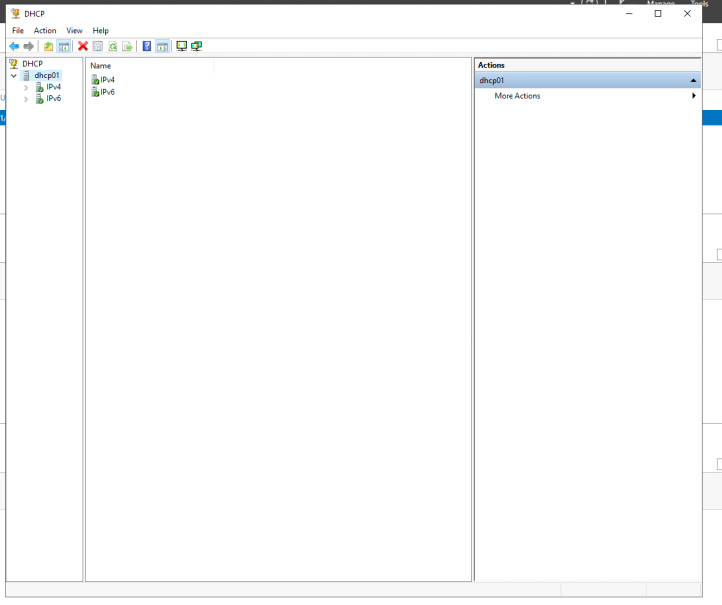 Manage Tools
DHCP
File Action View Help
DHCP
dhcp01
IPv4
IPv6
Name
IPv4
IPv6
Actions
dhcp01
More Actions